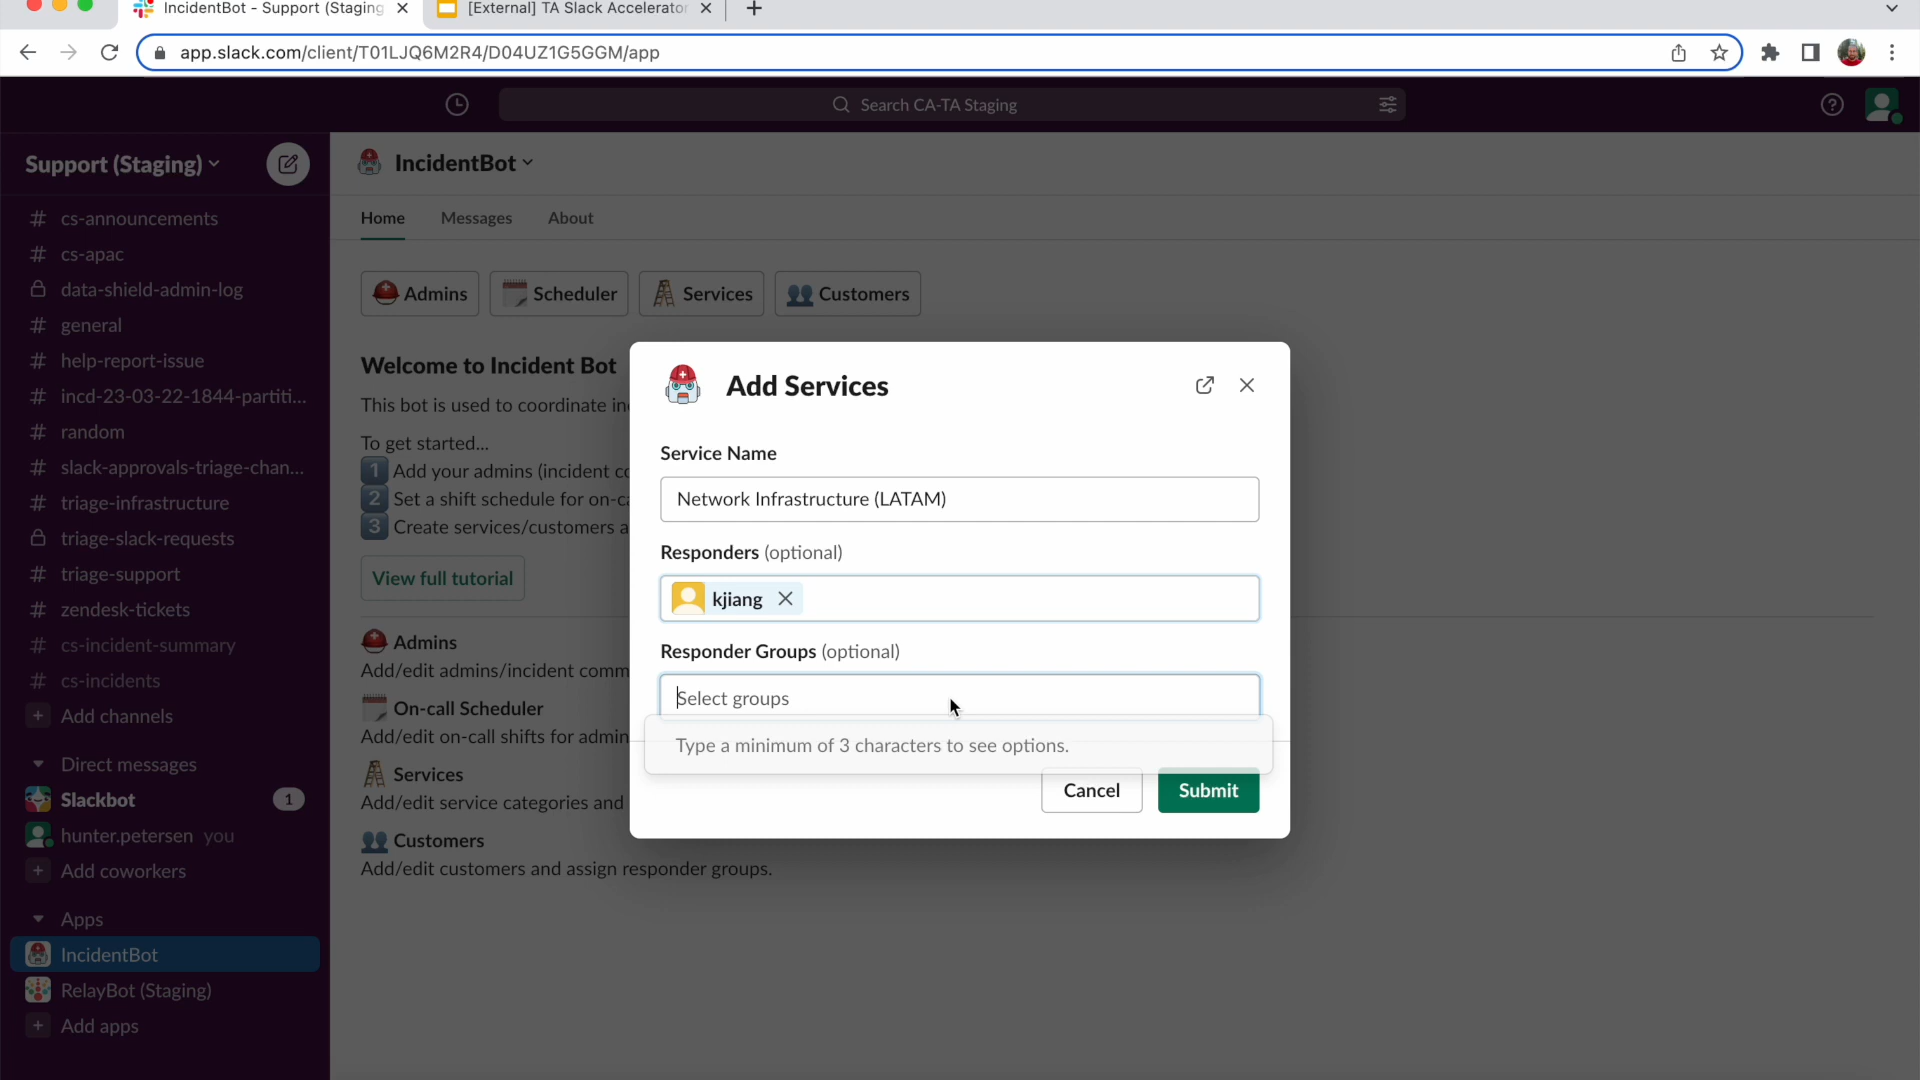 IncidentBot - Support (Staging
[External] TA Slack Accelerator
app.slack.com/client/T01LJQ6M2R4/D04UZ1G5GGM/app
Search CA-TA Staging
Support (Staging)
IncidentBot
Home
Messages
About
# cs-announcements
# cs-apac
data-shield-admin-log
# general
# help-report-issue
# incd-23-03-22-1844-partiti...
# random
# slack-approvals-triage-chan...
# triage-infrastructure
triage-slack-requests
# triage-support
# zendesk-tickets
# cs-incident-summary
# cs-incidents
+ Add channels
Direct messages
Slackbot 1
hunter.petersen you
+ Add coworkers
Apps
IncidentBot
RelayBot (Staging)
+ Add apps
Admins
Scheduler
Services
Customers
Welcome to Incident Bot
This bot is used to coordinate in
To get started...
1 Add your admins (incident co
2 Set a shift schedule for on-ca
3 Create services/customers a
View full tutorial
Admins
Add/edit admins/incident comm
On-call Scheduler
Add/edit on-call shifts for admin
Services
Add/edit service categories and
Customers
Add/edit customers and assign responder groups.
Add Services
Service Name
Network Infrastructure (LATAM)
Responders (optional)
kjiang
Responder Groups (optional)
Select groups
Type a minimum of 3 characters to see options.
Cancel
Submit